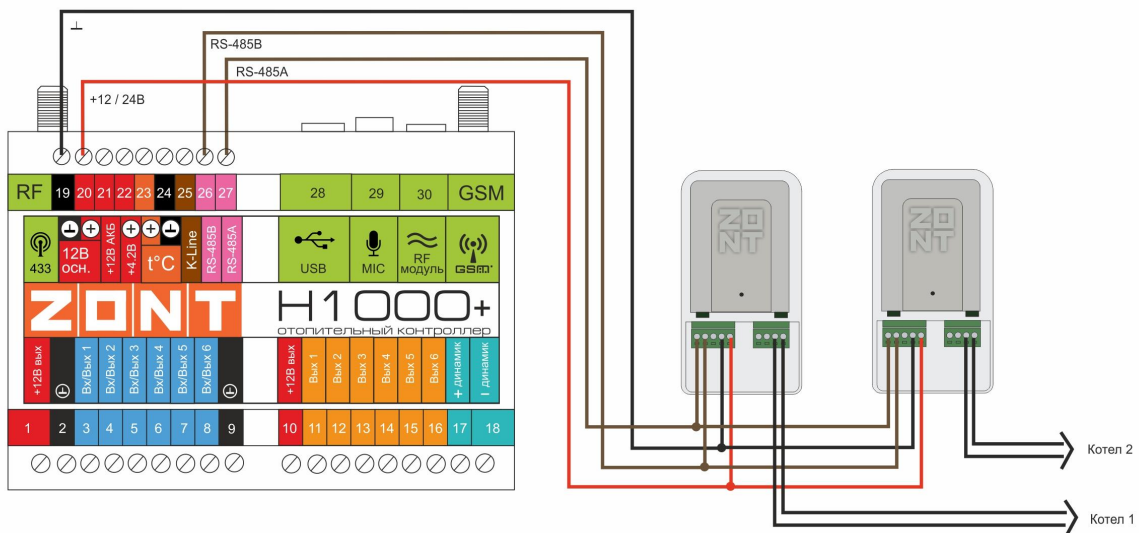 ⊥
RS-485B
RS-485A
+12 / 24В
RF 19 20 21 22 23 24 25 26 27 28 29 30 GSM
433
12В
осн.
+12В АКБ
+4.2В
t°C
K-Line
RS-485B
RS-485A
USB
MIC
RF
модуль
GSM
ZONT
H1000+
отопительный контроллер
+12В вых
Вх/Вых 1
Вх/Вых 2
Вх/Вых 3
Вх/Вых 4
Вх/Вых 5
Вх/Вых 6
+12В вых
Вых 1
Вых 2
Вых 3
Вых 4
Вых 5
Вых 6
+ динамик
– динамик
1 2 3 4 5 6 7 8 9 10 11 12 13 14 15 16 17 18
ZO
NT
ZO
NT
Котел 2
Котел 1